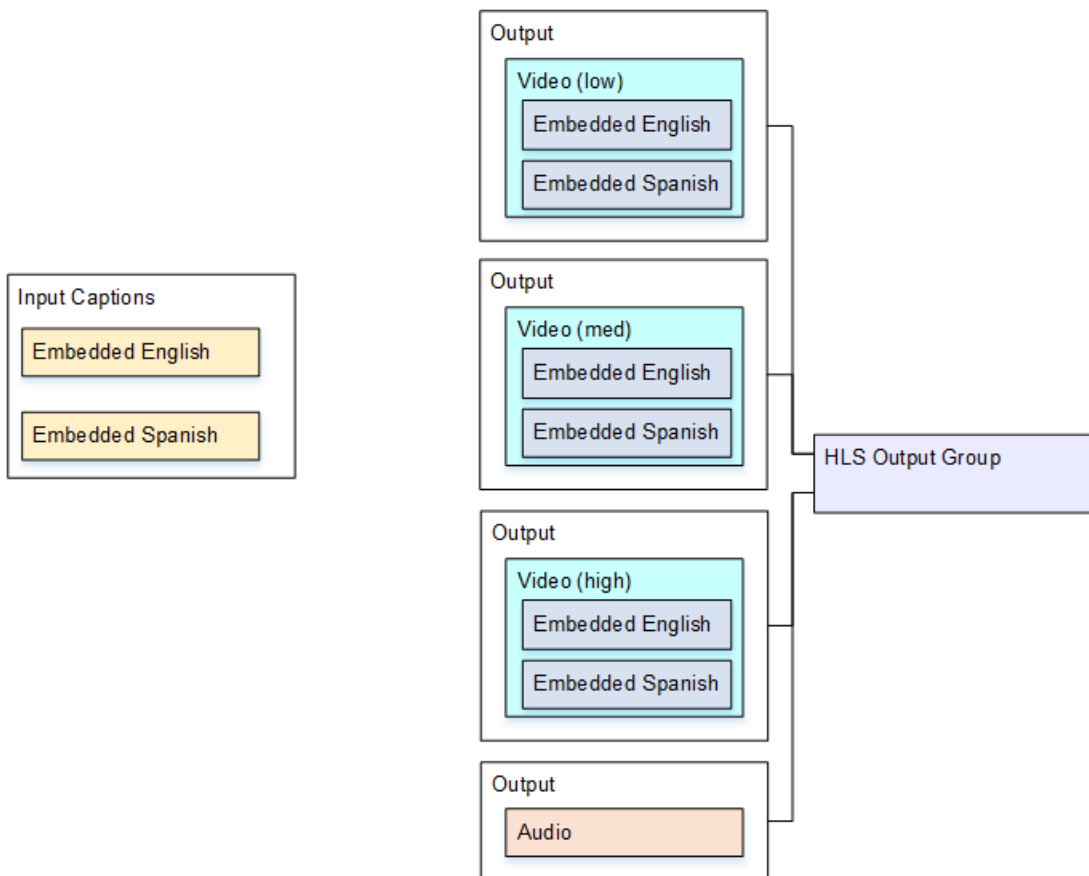 Input Captions
Embedded English
Embedded Spanish
Output
Video (low)
Embedded English
Embedded Spanish
Output
Video (med)
Embedded English
Embedded Spanish
Output
Video (high)
Embedded English
Embedded Spanish
Output
Audio
HLS Output Group